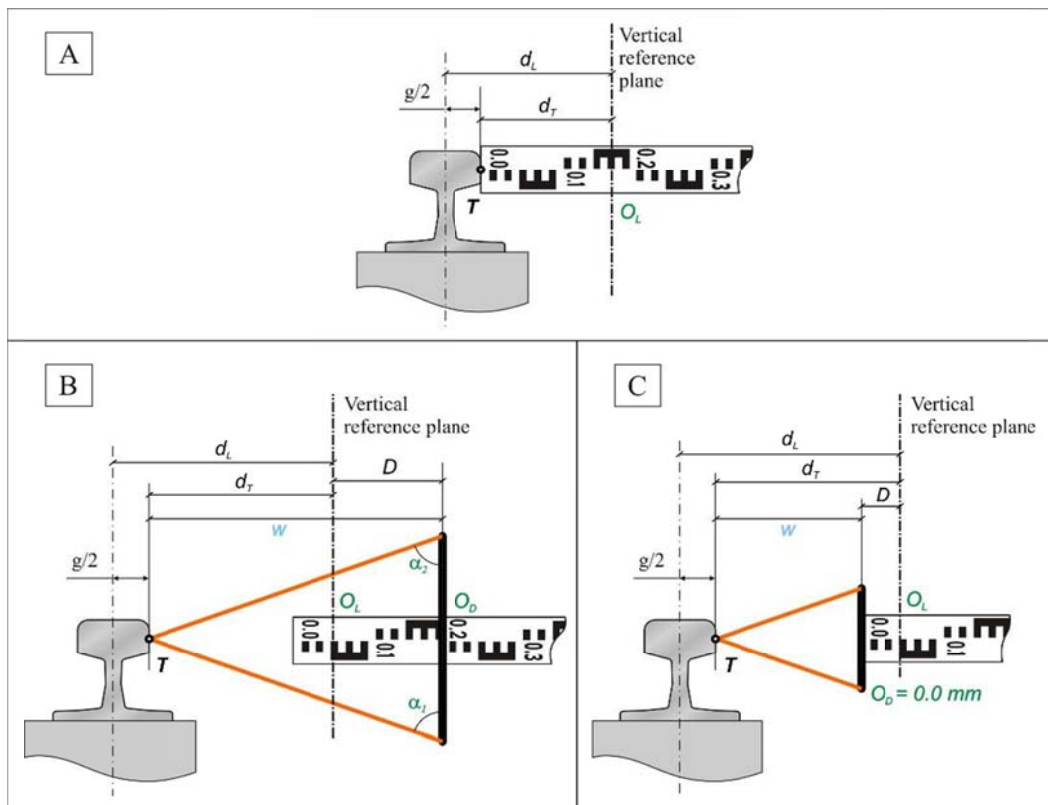 A
Vertical
reference
plane
d_L
g/2
d_T
0.0
0.1
0.2
0.3
T
O_L
B
Vertical
reference plane
d_L
D
d_T
w
g/2
α_2
O_L
O_D
0.0
0.1
0.2
0.3
T
α_1
C
Vertical
reference plane
d_L
d_T
D
w
g/2
O_L
0.0
0.1
T
O_D = 0.0 mm